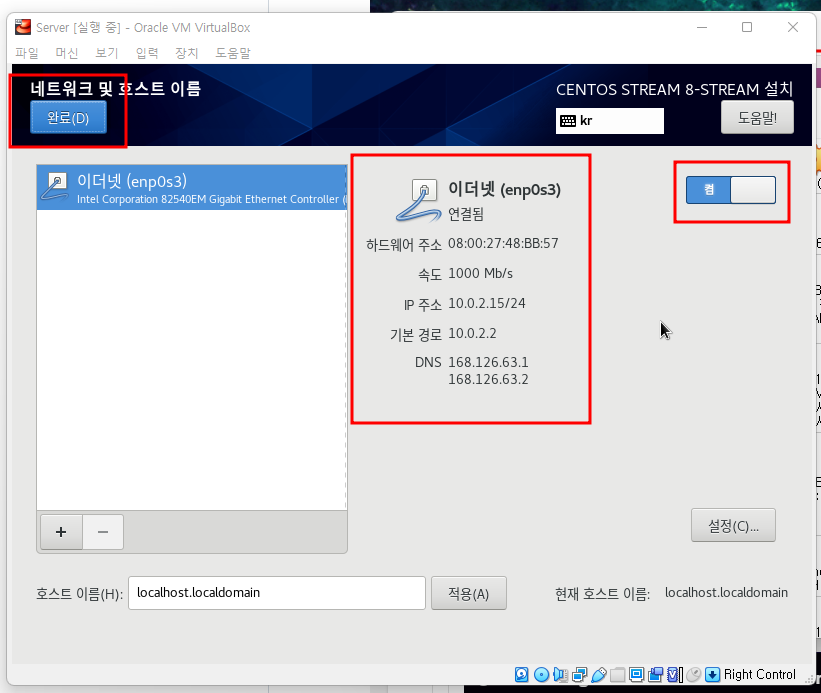 Server [실행 중] - Oracle VM VirtualBox
파일 머신 보기 입력 장치 도움말
네트워크 및 호스트 이름
CENTOS STREAM 8-STREAM 설치
완료(D)
kr
도움말!
이더넷 (enp0s3)
Intel Corporation 82540EM Gigabit Ethernet Controller (
이더넷 (enp0s3)
연결됨
켬
하드웨어 주소 08:00:27:48:BB:57
속도 1000 Mb/s
IP 주소 10.0.2.15/24
기본 경로 10.0.2.2
DNS 168.126.63.1
168.126.63.2
+ −
설정(C)...
호스트 이름(H): localhost.localdomain 적용(A) 현재 호스트 이름: localhost.localdomain
Right Control